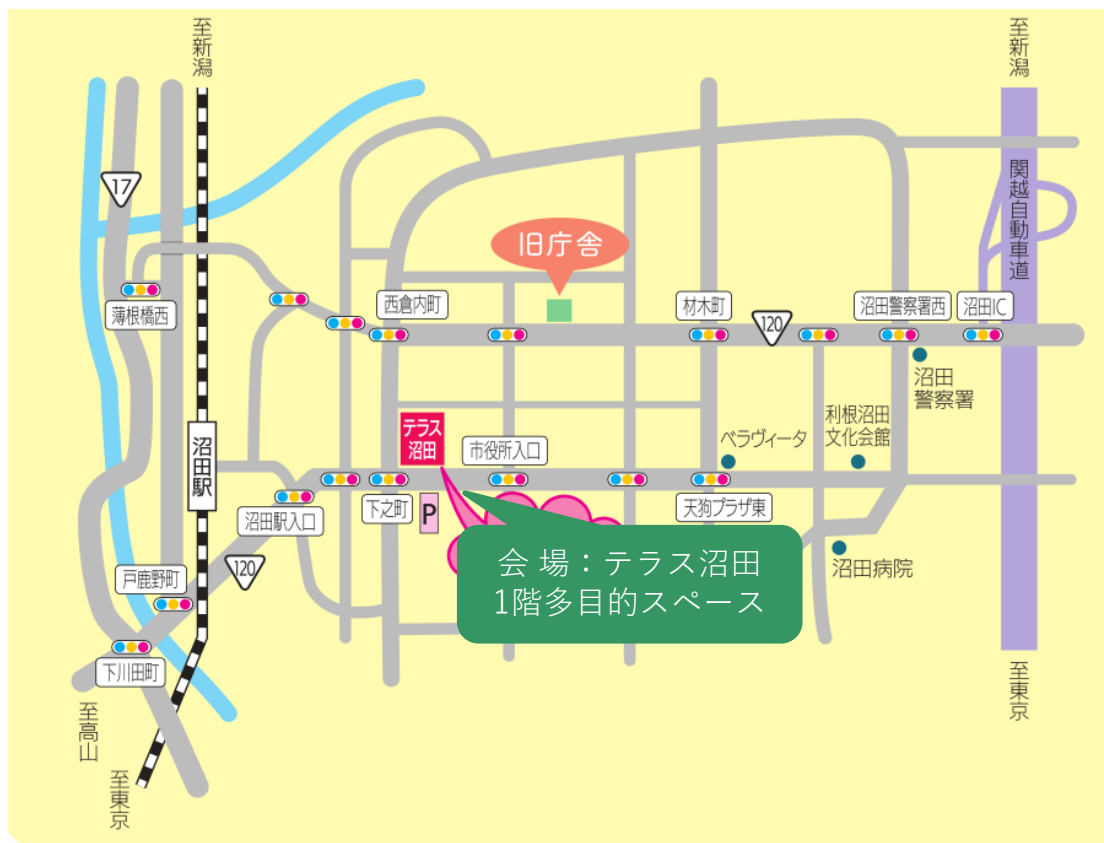 至新潟
至新潟
17
関越自動車道
旧庁舎
薄根橋西
西倉内町
材木町
120
沼田警察署西
沼田IC
沼田
警察署
テラス
沼田
市役所入口
ベラヴィータ
利根沼田
文化会館
沼田駅
沼田駅入口
下之町
P
天狗プラザ東
会 場：テラス沼田
1階多目的スペース
沼田病院
120
戸鹿野町
下川田町
至高山
至東京
至東京